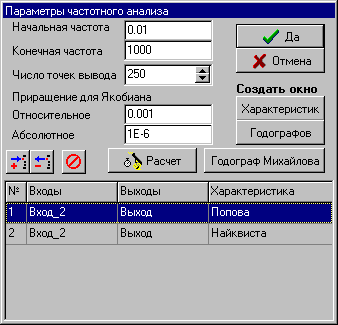 Параметры частотного анализа
Начальная частота 0.01
Конечная частота 1000
Число точек вывода 250
Да
Отмена
Приращение для Якобиана
Относительное 0.001
Абсолютное 1E-6
Создать окно
Характеристик
Годографов
Расчет
Годограф Михайлова
№ Входы Выходы Характеристика
1 Вход_2 Выход Попова
2 Вход_2 Выход Найквиста